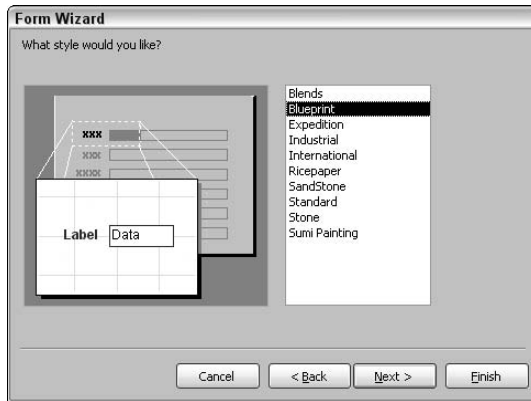 Form Wizard
What style would you like?
xxx
xxx
xxxx
Label Data
Blends
Blueprint
Expedition
Industrial
International
Ricepaper
SandStone
Standard
Stone
Sumi Painting
Cancel
< Back
Next >
Finish